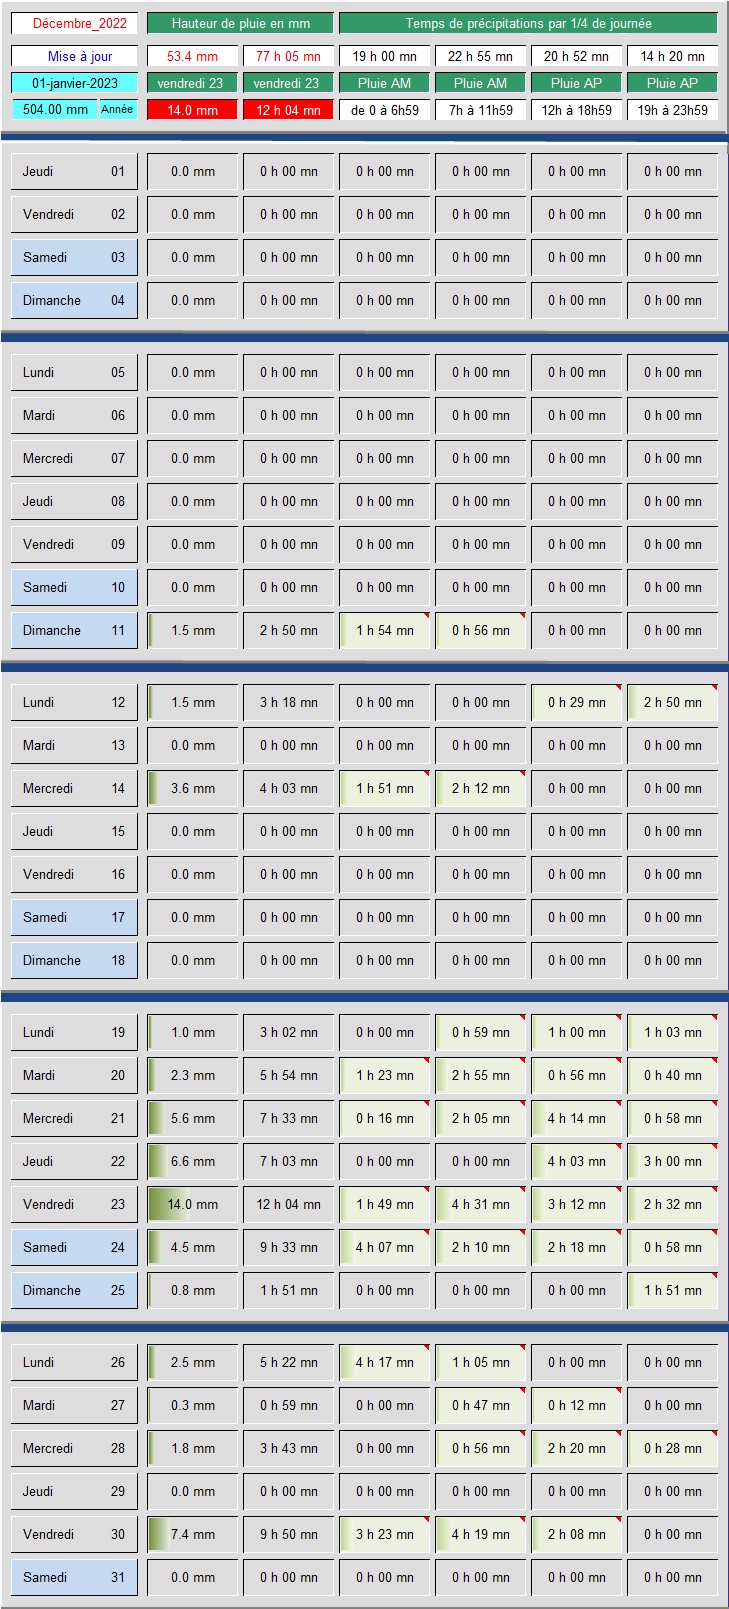 Décembre_2022 Hauteur de pluie en mm Temps de précipitations par 1/4 de journée
Mise à jour 53.4 mm 77 h 05 mn 19 h 00 mn 22 h 55 mn 20 h 52 mn 14 h 20 mn
01-janvier-2023 vendredi 23 vendredi 23 Pluie AM Pluie AM Pluie AP Pluie AP
504.00 mm Année 14.0 mm 12 h 04 mn de 0 à 6h59 7h à 11h59 12h à 18h59 19h à 23h59
Jeudi 01 0.0 mm 0 h 00 mn 0 h 00 mn 0 h 00 mn 0 h 00 mn 0 h 00 mn
Vendredi 02 0.0 mm 0 h 00 mn 0 h 00 mn 0 h 00 mn 0 h 00 mn 0 h 00 mn
Samedi 03 0.0 mm 0 h 00 mn 0 h 00 mn 0 h 00 mn 0 h 00 mn 0 h 00 mn
Dimanche 04 0.0 mm 0 h 00 mn 0 h 00 mn 0 h 00 mn 0 h 00 mn 0 h 00 mn
Lundi 05 0.0 mm 0 h 00 mn 0 h 00 mn 0 h 00 mn 0 h 00 mn 0 h 00 mn
Mardi 06 0.0 mm 0 h 00 mn 0 h 00 mn 0 h 00 mn 0 h 00 mn 0 h 00 mn
Mercredi 07 0.0 mm 0 h 00 mn 0 h 00 mn 0 h 00 mn 0 h 00 mn 0 h 00 mn
Jeudi 08 0.0 mm 0 h 00 mn 0 h 00 mn 0 h 00 mn 0 h 00 mn 0 h 00 mn
Vendredi 09 0.0 mm 0 h 00 mn 0 h 00 mn 0 h 00 mn 0 h 00 mn 0 h 00 mn
Samedi 10 0.0 mm 0 h 00 mn 0 h 00 mn 0 h 00 mn 0 h 00 mn 0 h 00 mn
Dimanche 11 1.5 mm 2 h 50 mn 1 h 54 mn 0 h 56 mn 0 h 00 mn 0 h 00 mn
Lundi 12 1.5 mm 3 h 18 mn 0 h 00 mn 0 h 00 mn 0 h 29 mn 2 h 50 mn
Mardi 13 0.0 mm 0 h 00 mn 0 h 00 mn 0 h 00 mn 0 h 00 mn 0 h 00 mn
Mercredi 14 3.6 mm 4 h 03 mn 1 h 51 mn 2 h 12 mn 0 h 00 mn 0 h 00 mn
Jeudi 15 0.0 mm 0 h 00 mn 0 h 00 mn 0 h 00 mn 0 h 00 mn 0 h 00 mn
Vendredi 16 0.0 mm 0 h 00 mn 0 h 00 mn 0 h 00 mn 0 h 00 mn 0 h 00 mn
Samedi 17 0.0 mm 0 h 00 mn 0 h 00 mn 0 h 00 mn 0 h 00 mn 0 h 00 mn
Dimanche 18 0.0 mm 0 h 00 mn 0 h 00 mn 0 h 00 mn 0 h 00 mn 0 h 00 mn
Lundi 19 1.0 mm 3 h 02 mn 0 h 00 mn 0 h 59 mn 1 h 00 mn 1 h 03 mn
Mardi 20 2.3 mm 5 h 54 mn 1 h 23 mn 2 h 55 mn 0 h 56 mn 0 h 40 mn
Mercredi 21 5.6 mm 7 h 33 mn 0 h 16 mn 2 h 05 mn 4 h 14 mn 0 h 58 mn
Jeudi 22 6.6 mm 7 h 03 mn 0 h 00 mn 0 h 00 mn 4 h 03 mn 3 h 00 mn
Vendredi 23 14.0 mm 12 h 04 mn 1 h 49 mn 4 h 31 mn 3 h 12 mn 2 h 32 mn
Samedi 24 4.5 mm 9 h 33 mn 4 h 07 mn 2 h 10 mn 2 h 18 mn 0 h 58 mn
Dimanche 25 0.8 mm 1 h 51 mn 0 h 00 mn 0 h 00 mn 0 h 00 mn 1 h 51 mn
Lundi 26 2.5 mm 5 h 22 mn 4 h 17 mn 1 h 05 mn 0 h 00 mn 0 h 00 mn
Mardi 27 0.3 mm 0 h 59 mn 0 h 00 mn 0 h 47 mn 0 h 12 mn 0 h 00 mn
Mercredi 28 1.8 mm 3 h 43 mn 0 h 00 mn 0 h 56 mn 2 h 20 mn 0 h 28 mn
Jeudi 29 0.0 mm 0 h 00 mn 0 h 00 mn 0 h 00 mn 0 h 00 mn 0 h 00 mn
Vendredi 30 7.4 mm 9 h 50 mn 3 h 23 mn 4 h 19 mn 2 h 08 mn 0 h 00 mn
Samedi 31 0.0 mm 0 h 00 mn 0 h 00 mn 0 h 00 mn 0 h 00 mn 0 h 00 mn